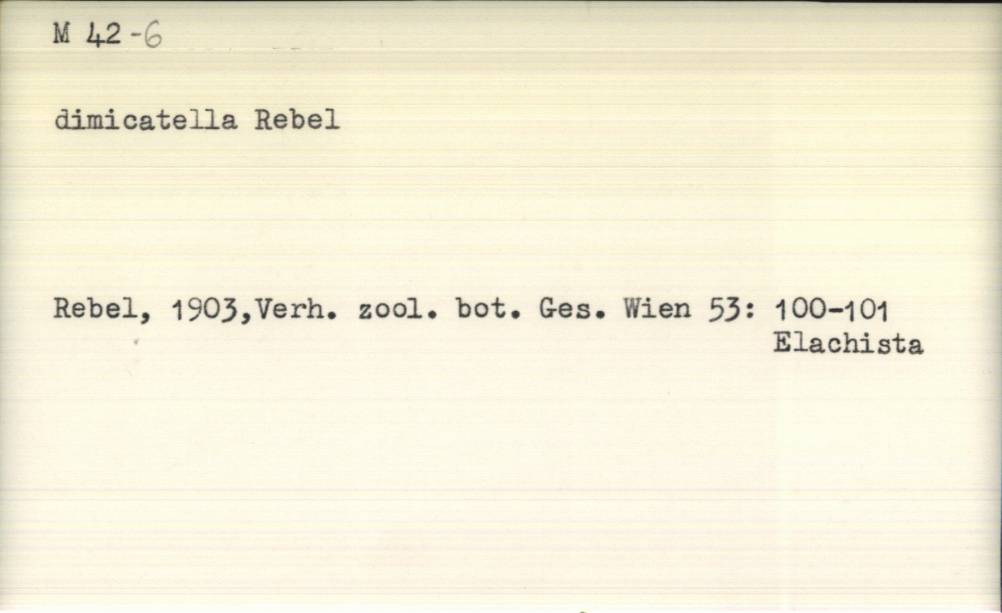 M 42-6
dimicatella Rebel
Rebel, 1903,Verh. zool. bot. Ges. Wien 53: 100-101
Elachista